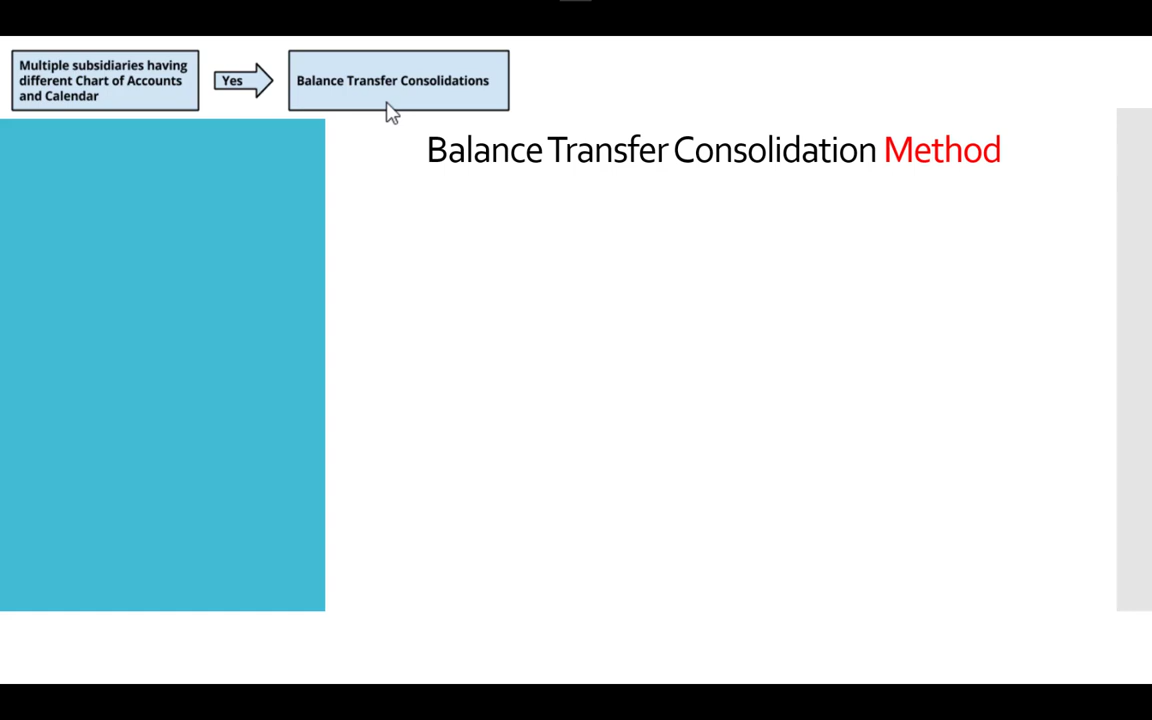 Multiple subsidiaries having
different Chart of Accounts
and Calendar
Yes
Balance Transfer Consolidations
Balance Transfer Consolidation Method